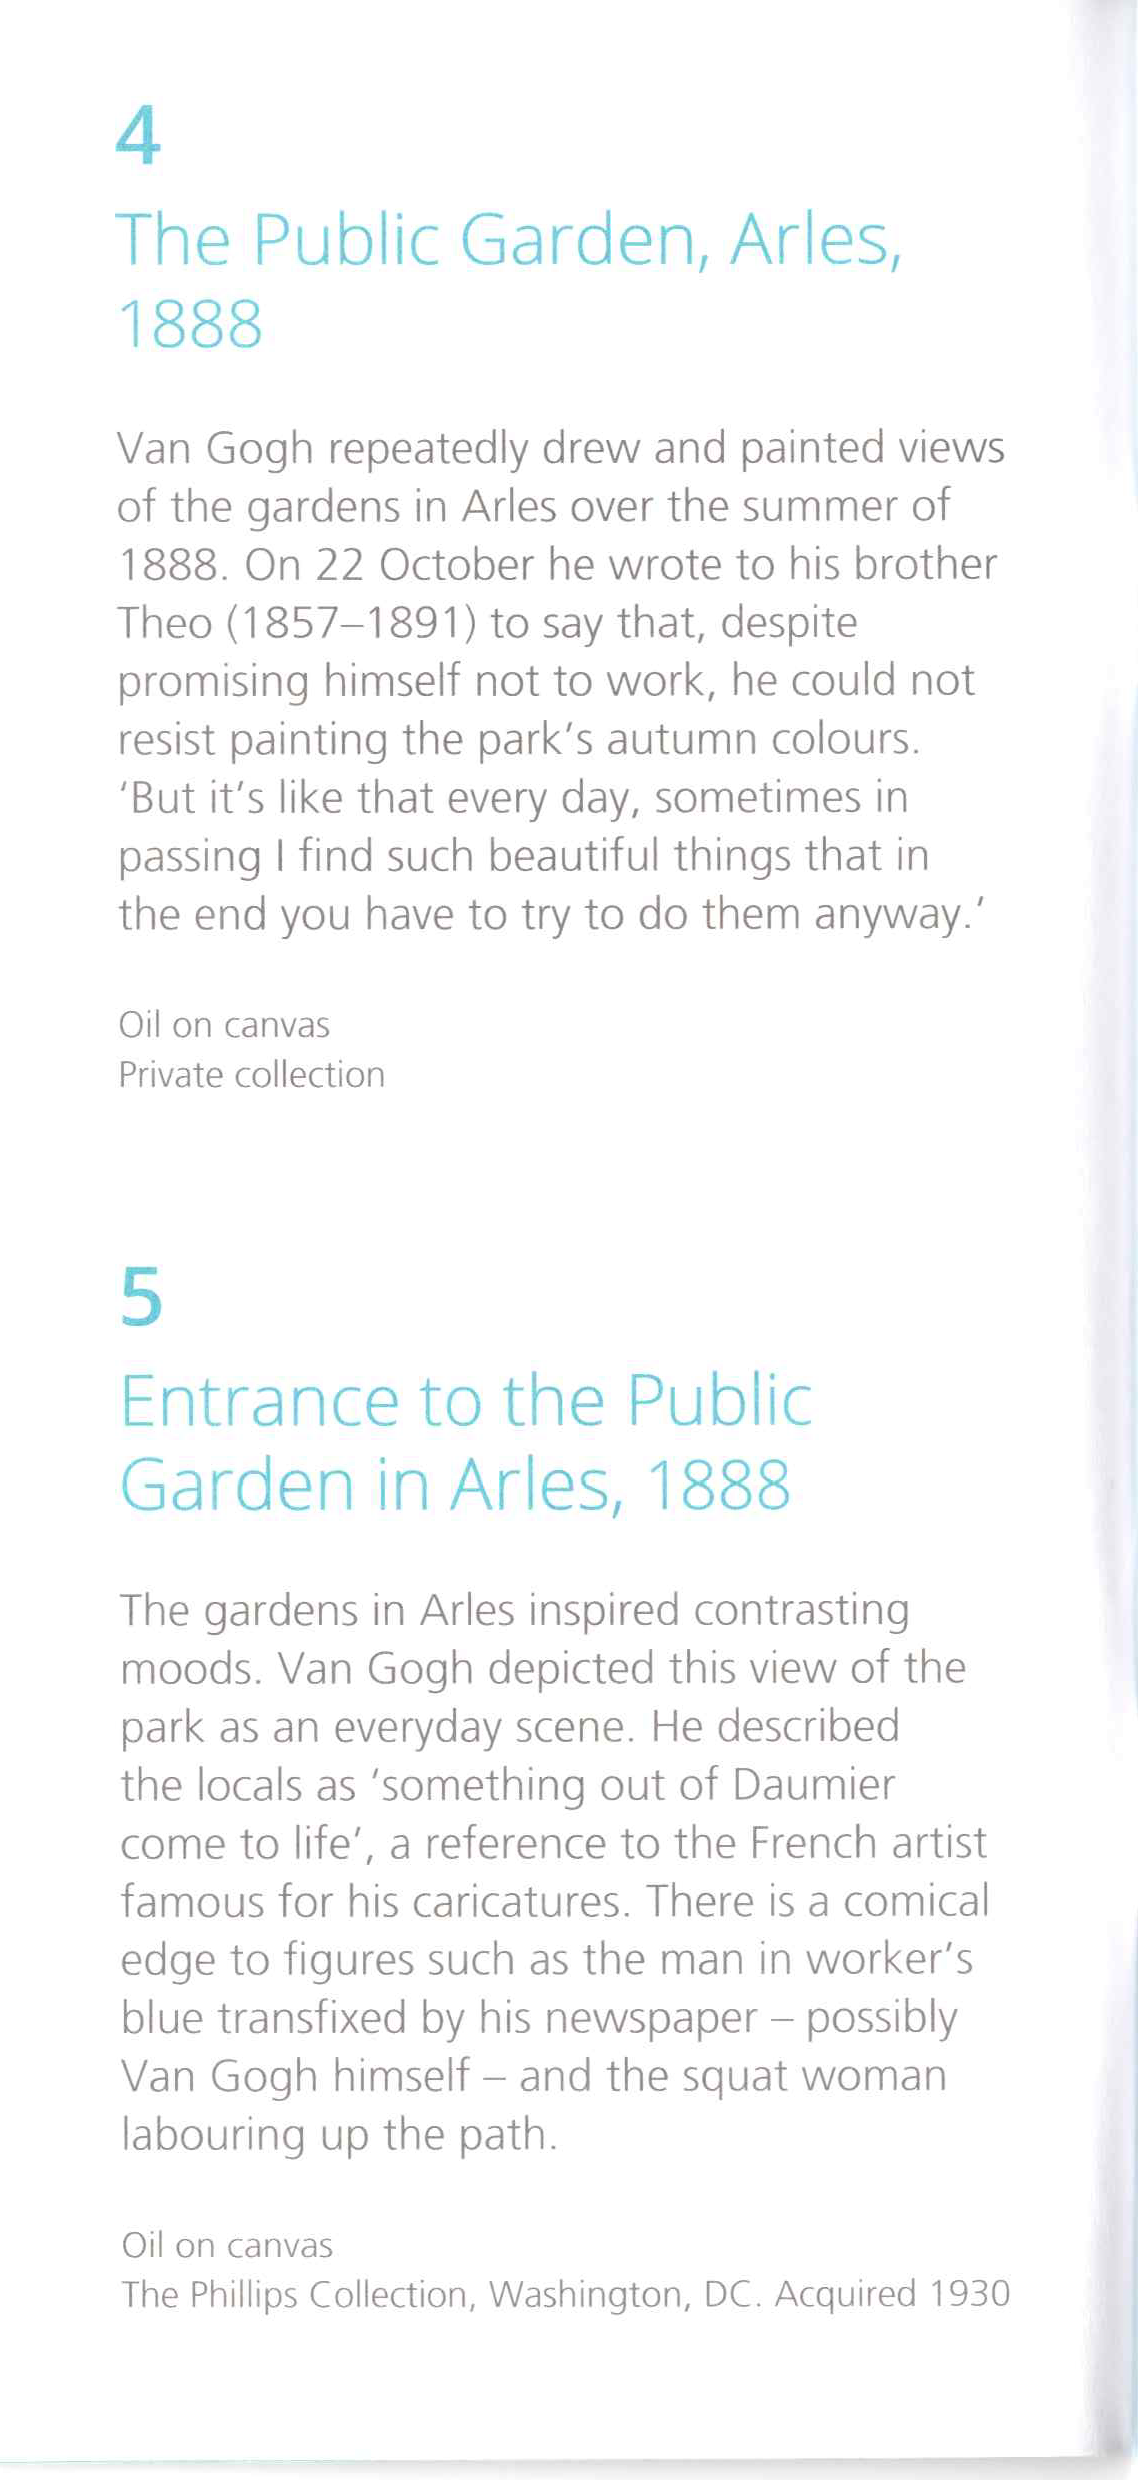 4
The Public Garden, Arles,
1888
Van Gogh repeatedly drew and painted views
of the gardens in Arles over the summer of
1888. On 22 October he wrote to his brother
Theo (1857–1891) to say that, despite
promising himself not to work, he could not
resist painting the park’s autumn colours.
‘But it’s like that every day, sometimes in
passing I find such beautiful things that in
the end you have to try to do them anyway.’
Oil on canvas
Private collection
5
Entrance to the Public
Garden in Arles, 1888
The gardens in Arles inspired contrasting
moods. Van Gogh depicted this view of the
park as an everyday scene. He described
the locals as ‘something out of Daumier
come to life’, a reference to the French artist
famous for his caricatures. There is a comical
edge to figures such as the man in worker’s
blue transfixed by his newspaper – possibly
Van Gogh himself – and the squat woman
labouring up the path.
Oil on canvas
The Phillips Collection, Washington, DC. Acquired 1930